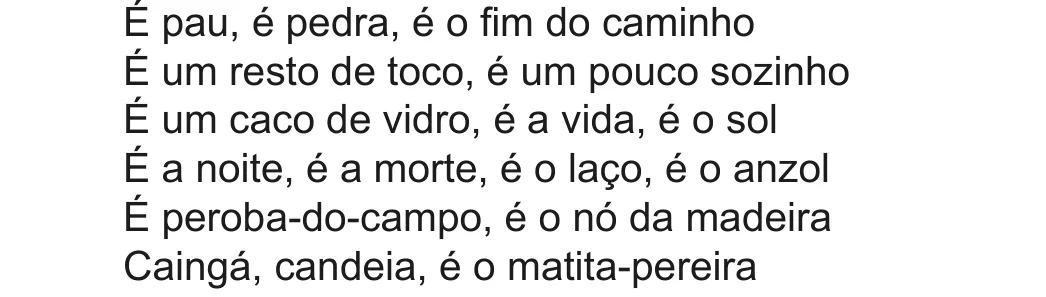 É pau, é pedra, é o fim do caminho
É um resto de toco, é um pouco sozinho
É um caco de vidro, é a vida, é o sol
É a noite, é a morte, é o laço, é o anzol
É peroba-do-campo, é o nó da madeira
Caingá, candeia, é o matita-pereira